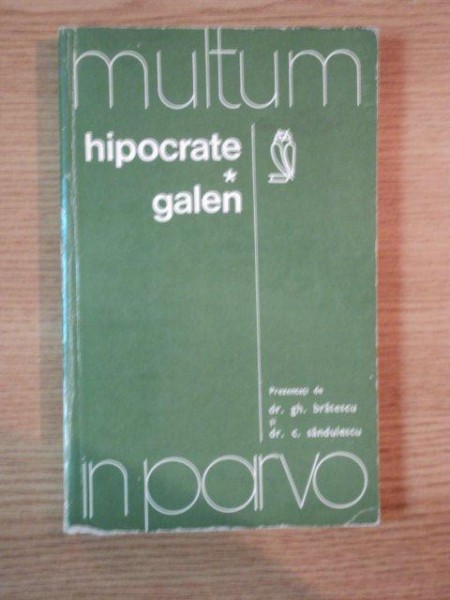 multum
hipocrate
*
galen
Prezentați de
dr. gh. brătescu
și
dr. c. săndulescu
in parvo